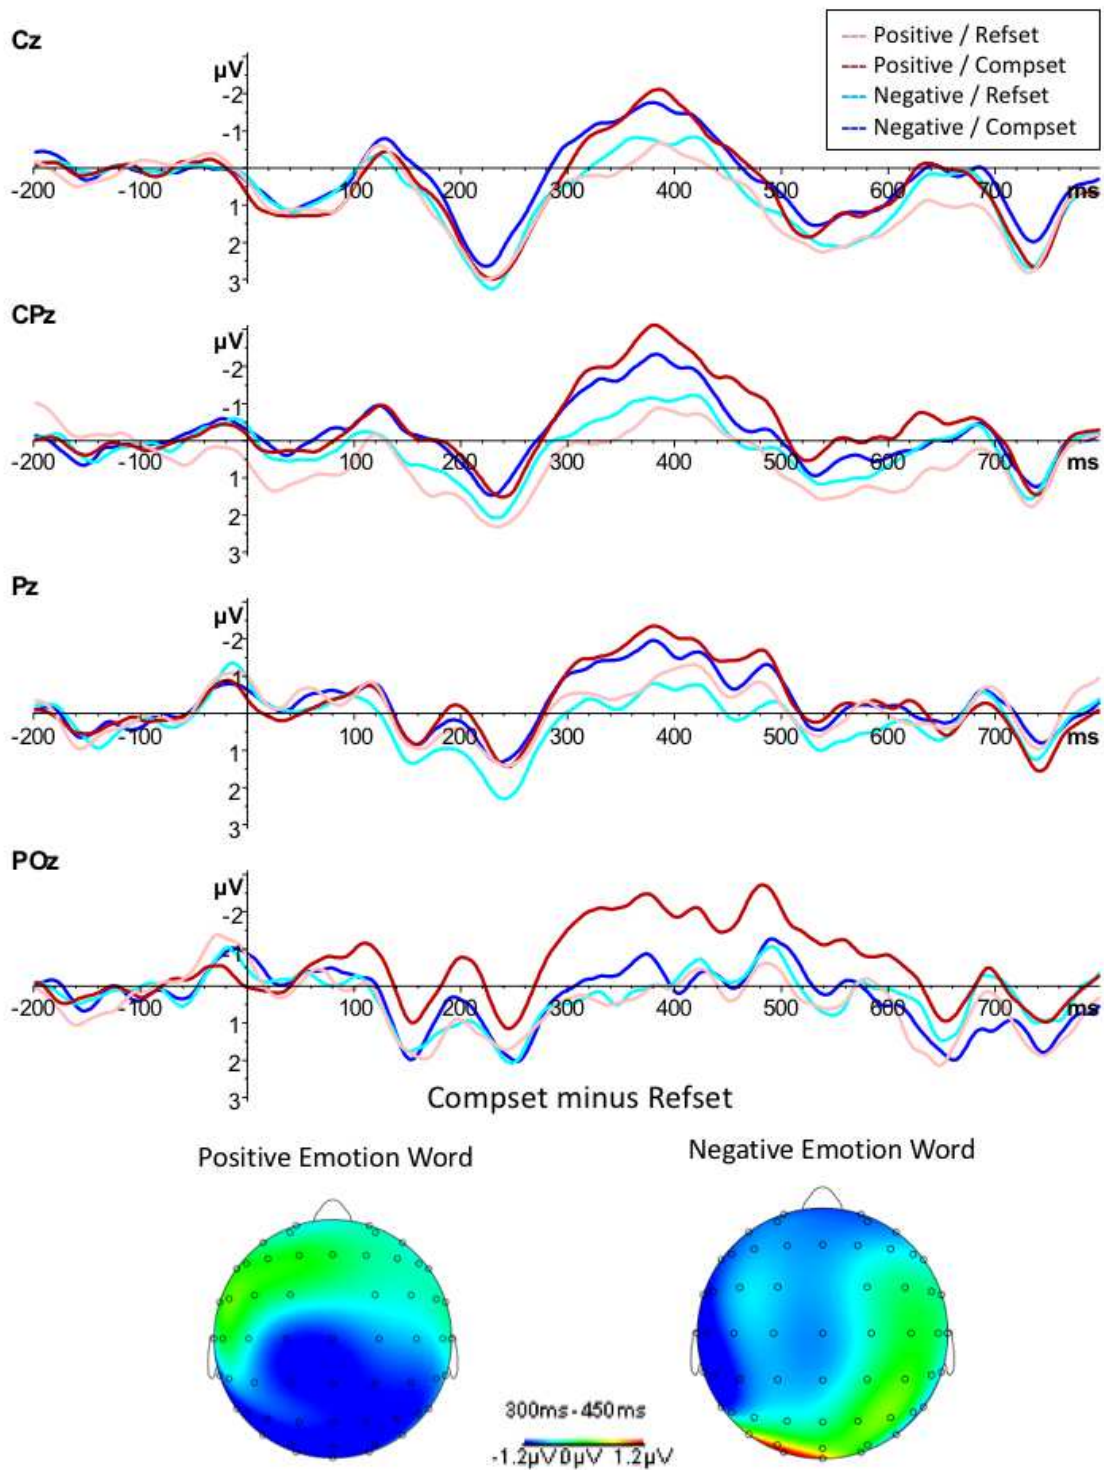 Cz
Positive / Refset
Positive / Compset
Negative / Refset
Negative / Compset
µV
-2
-1
-200 -100 100 200 300 400 500 600 700 ms
1
2
3
CPz
µV
-2
-1
-200 -100 100 200 300 400 500 600 700 ms
1
2
3
Pz
µV
-2
-1
-200 -100 100 200 300 400 500 600 700 ms
1
2
3
POz
µV
-2
-1
-200 -100 100 200 300 400 500 600 700 ms
1
2
3
Compset minus Refset
Positive Emotion Word
Negative Emotion Word
300ms - 450ms
-1.2µV 0µV 1.2µV